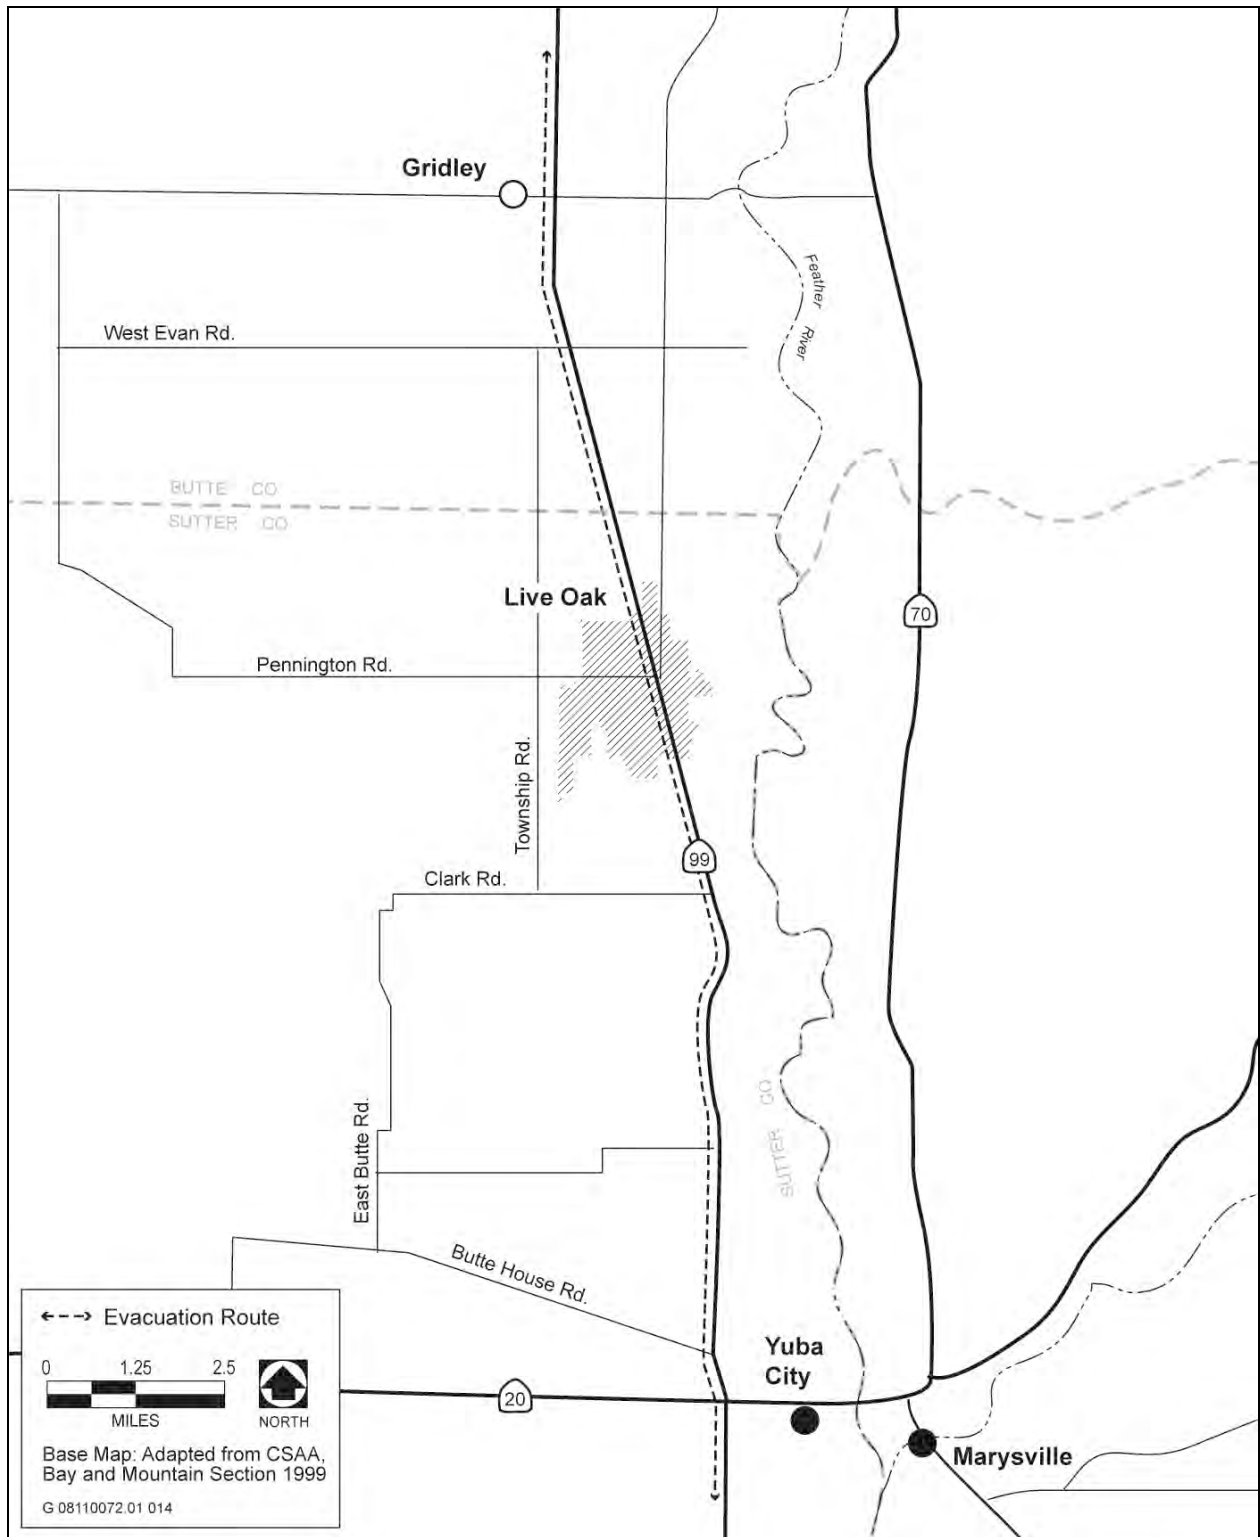 Gridley
Feather
River
West Evan Rd.
BUTTE CO
SUTTER CO
Live Oak
70
Pennington Rd.
Township Rd.
99
Clark Rd.
SUTTER CO
East Butte Rd.
Butte House Rd.
Evacuation Route
0 1.25 2.5
MILES
NORTH
Base Map: Adapted from CSAA,
Bay and Mountain Section 1999
G 08110072.01 014
20
Yuba
City
Marysville